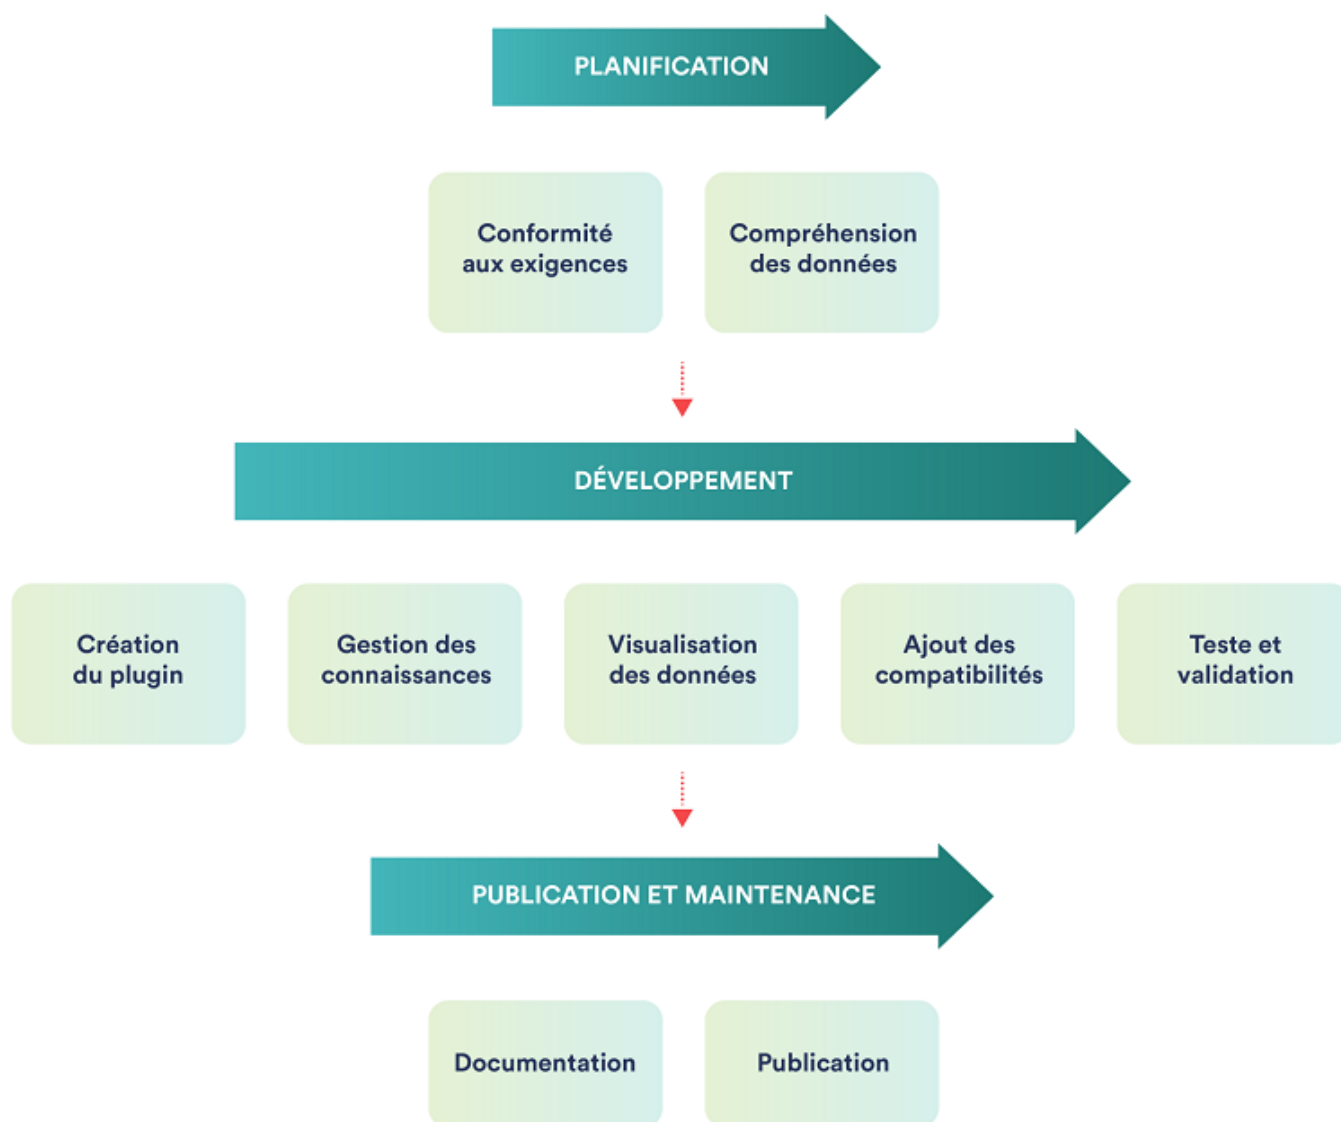 PLANIFICATION
Conformité
aux exigences
Compréhension
des données
DÉVELOPPEMENT
Création
du plugin
Gestion des
connaissances
Visualisation
des données
Ajout des
compatibilités
Teste et
validation
PUBLICATION ET MAINTENANCE
Documentation
Publication